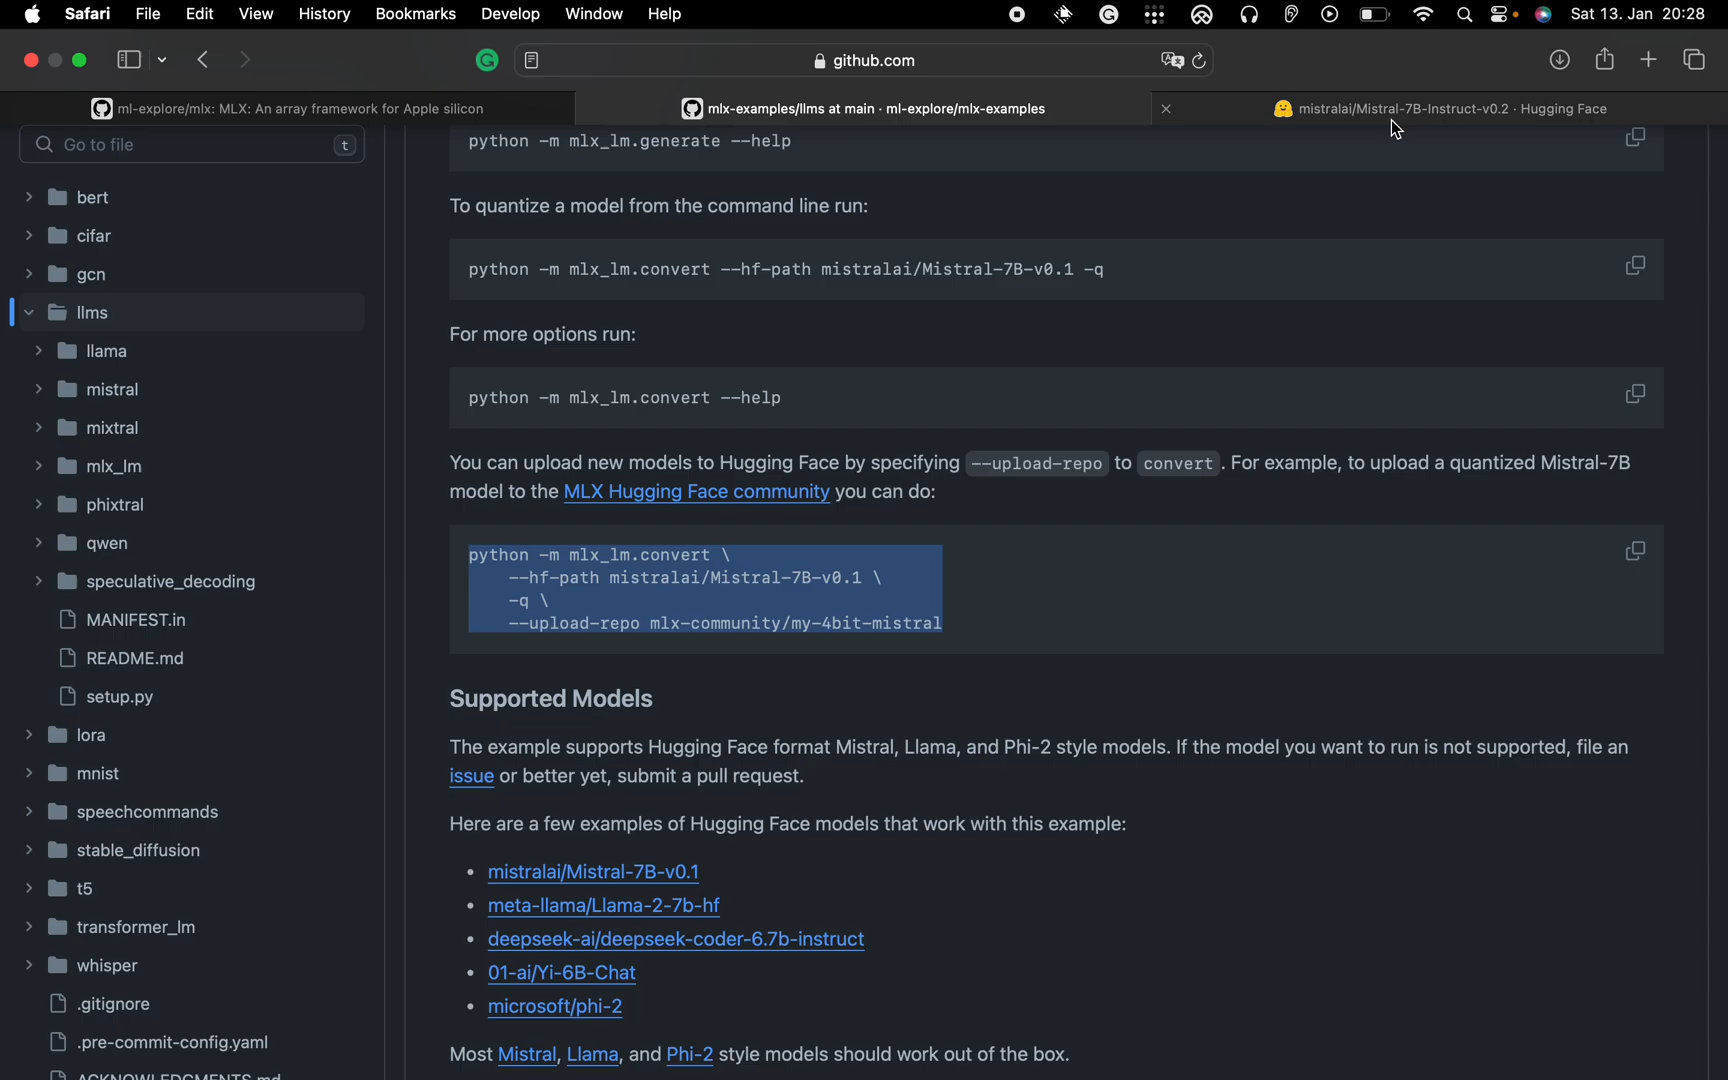 Safari File Edit View History Bookmarks Develop Window Help Sat 13. Jan 20:28
github.com
ml-explore/mlx: MLX: An array framework for Apple silicon
mlx-examples/llms at main · ml-explore/mlx-examples
mistralai/Mistral-7B-Instruct-v0.2 · Hugging Face
Go to file t
bert
cifar
gcn
llms
llama
mistral
mixtral
mlx_lm
phixtral
qwen
speculative_decoding
MANIFEST.in
README.md
setup.py
lora
mnist
speechcommands
stable_diffusion
t5
transformer_lm
whisper
.gitignore
.pre-commit-config.yaml
ACKNOWLEDGMENTS.md
python -m mlx_lm.generate --help
To quantize a model from the command line run:
python -m mlx_lm.convert --hf-path mistralai/Mistral-7B-v0.1 -q
For more options run:
python -m mlx_lm.convert --help
You can upload new models to Hugging Face by specifying --upload-repo to convert. For example, to upload a quantized Mistral-7B
model to the MLX Hugging Face community you can do:
python -m mlx_lm.convert \
--hf-path mistralai/Mistral-7B-v0.1 \
-q \
--upload-repo mlx-community/my-4bit-mistral
Supported Models
The example supports Hugging Face format Mistral, Llama, and Phi-2 style models. If the model you want to run is not supported, file an
issue or better yet, submit a pull request.
Here are a few examples of Hugging Face models that work with this example:
• mistralai/Mistral-7B-v0.1
• meta-llama/Llama-2-7b-hf
• deepseek-ai/deepseek-coder-6.7b-instruct
• 01-ai/Yi-6B-Chat
• microsoft/phi-2
Most Mistral, Llama, and Phi-2 style models should work out of the box.